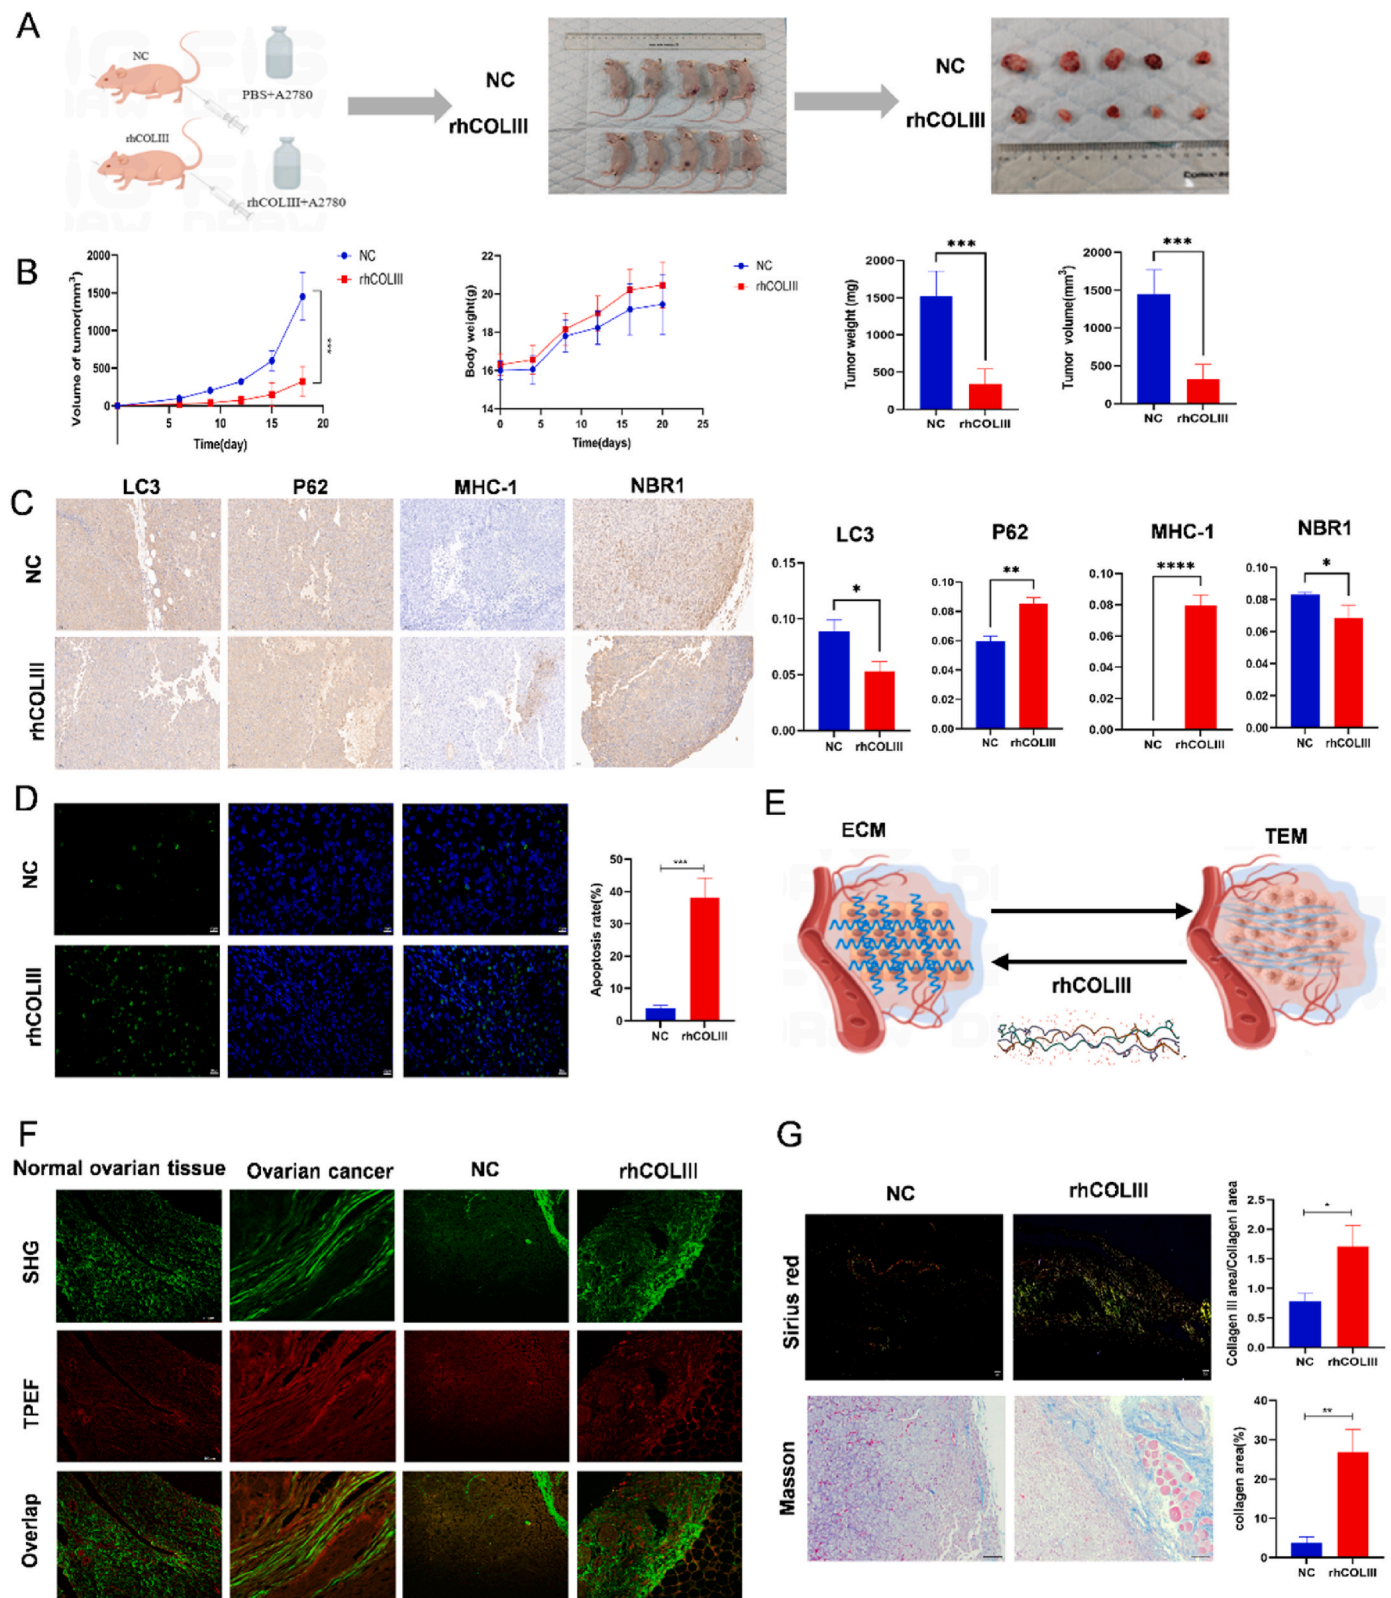 A
NC
PBS+A2780
rhCOLIII
rhCOLIII+A2780
NC
rhCOLIII
NC
rhCOLIII
B
2000
1500
1000
500
0
5
10
15
20
Volume of tumor(mm³)
Time(day)
NC
rhCOLIII
***
22
20
18
16
14
0
5
10
15
20
25
Body weight(g)
Time(days)
NC
rhCOLIII
***
2000
1500
1000
500
0
Tumor weight (mg)
NC
rhCOLIII
***
2000
1500
1000
500
0
Tumor volume(mm³)
NC
rhCOLIII
C
LC3
P62
MHC-1
NBR1
NC
rhCOLIII
LC3
0.15
0.10
0.05
0.00
*
NC
rhCOLIII
P62
0.10
0.08
0.06
0.04
0.02
0.00
**
NC
rhCOLIII
MHC-1
0.10
0.08
0.06
0.04
0.02
0.00
****
NC
rhCOLIII
NBR1
0.10
0.08
0.06
0.04
0.02
0.00
*
NC
rhCOLIII
D
NC
rhCOLIII
50
40
30
20
10
0
Apoptosis rate(%)
***
NC
rhCOLIII
E
ECM
TEM
rhCOLIII
F
Normal ovarian tissue
Ovarian cancer
NC
rhCOLIII
SHG
TPEF
Overlap
G
NC
rhCOLIII
Sirius red
Masson
2.5
2.0
1.5
1.0
0.5
0.0
Collagen III area/Collagen I area
*
NC
rhCOLIII
40
30
20
10
0
collagen area(%)
**
NC
rhCOLIII